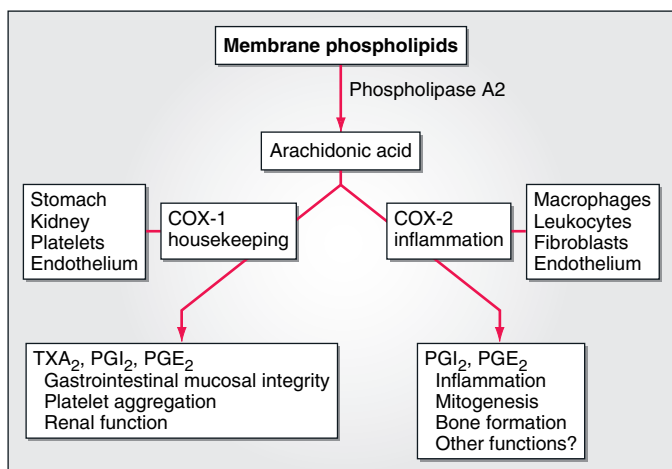 Membrane phospholipids
Phospholipase A2
Arachidonic acid
Stomach
Kidney
Platelets
Endothelium
COX-1
housekeeping
COX-2
inflammation
Macrophages
Leukocytes
Fibroblasts
Endothelium
TXA₂, PGI₂, PGE₂
Gastrointestinal mucosal integrity
Platelet aggregation
Renal function
PGI₂, PGE₂
Inflammation
Mitogenesis
Bone formation
Other functions?